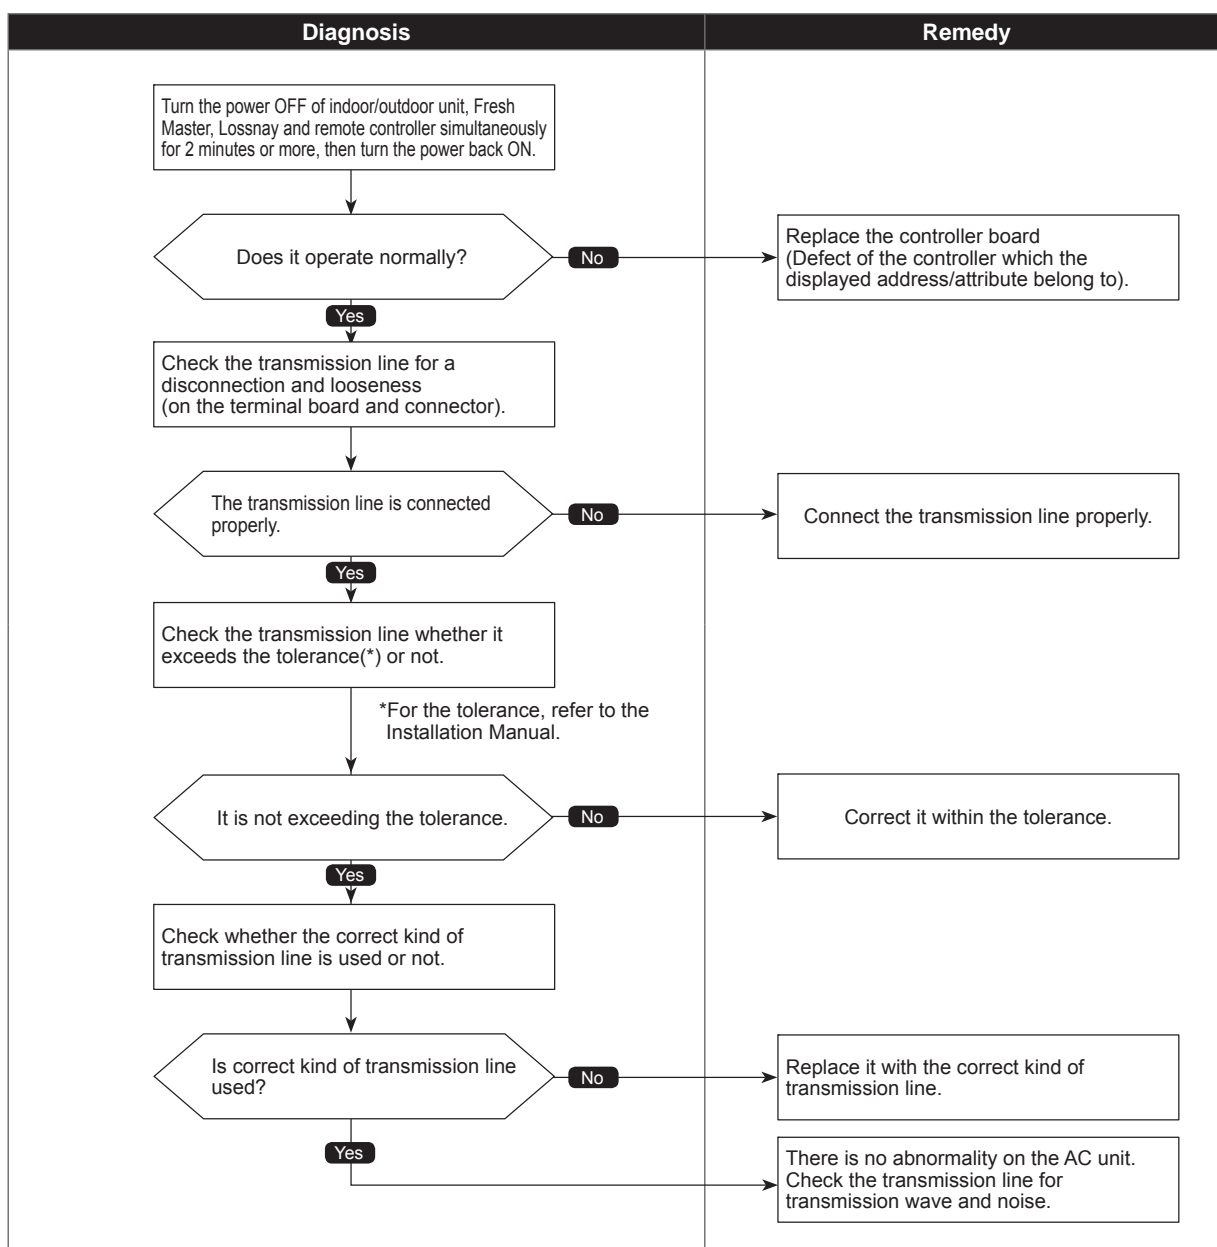 Diagnosis
Remedy
Turn the power OFF of indoor/outdoor unit, Fresh
Master, Lossnay and remote controller simultaneously
for 2 minutes or more, then turn the power back ON.
Does it operate normally?
No
Replace the controller board
(Defect of the controller which the
displayed address/attribute belong to).
Yes
Check the transmission line for a
disconnection and looseness
(on the terminal board and connector).
The transmission line is connected
properly.
No
Connect the transmission line properly.
Yes
Check the transmission line whether it
exceeds the tolerance(*) or not.
*For the tolerance, refer to the
Installation Manual.
It is not exceeding the tolerance.
No
Correct it within the tolerance.
Yes
Check whether the correct kind of
transmission line is used or not.
Is correct kind of transmission line
used?
No
Replace it with the correct kind of
transmission line.
Yes
There is no abnormality on the AC unit.
Check the transmission line for
transmission wave and noise.